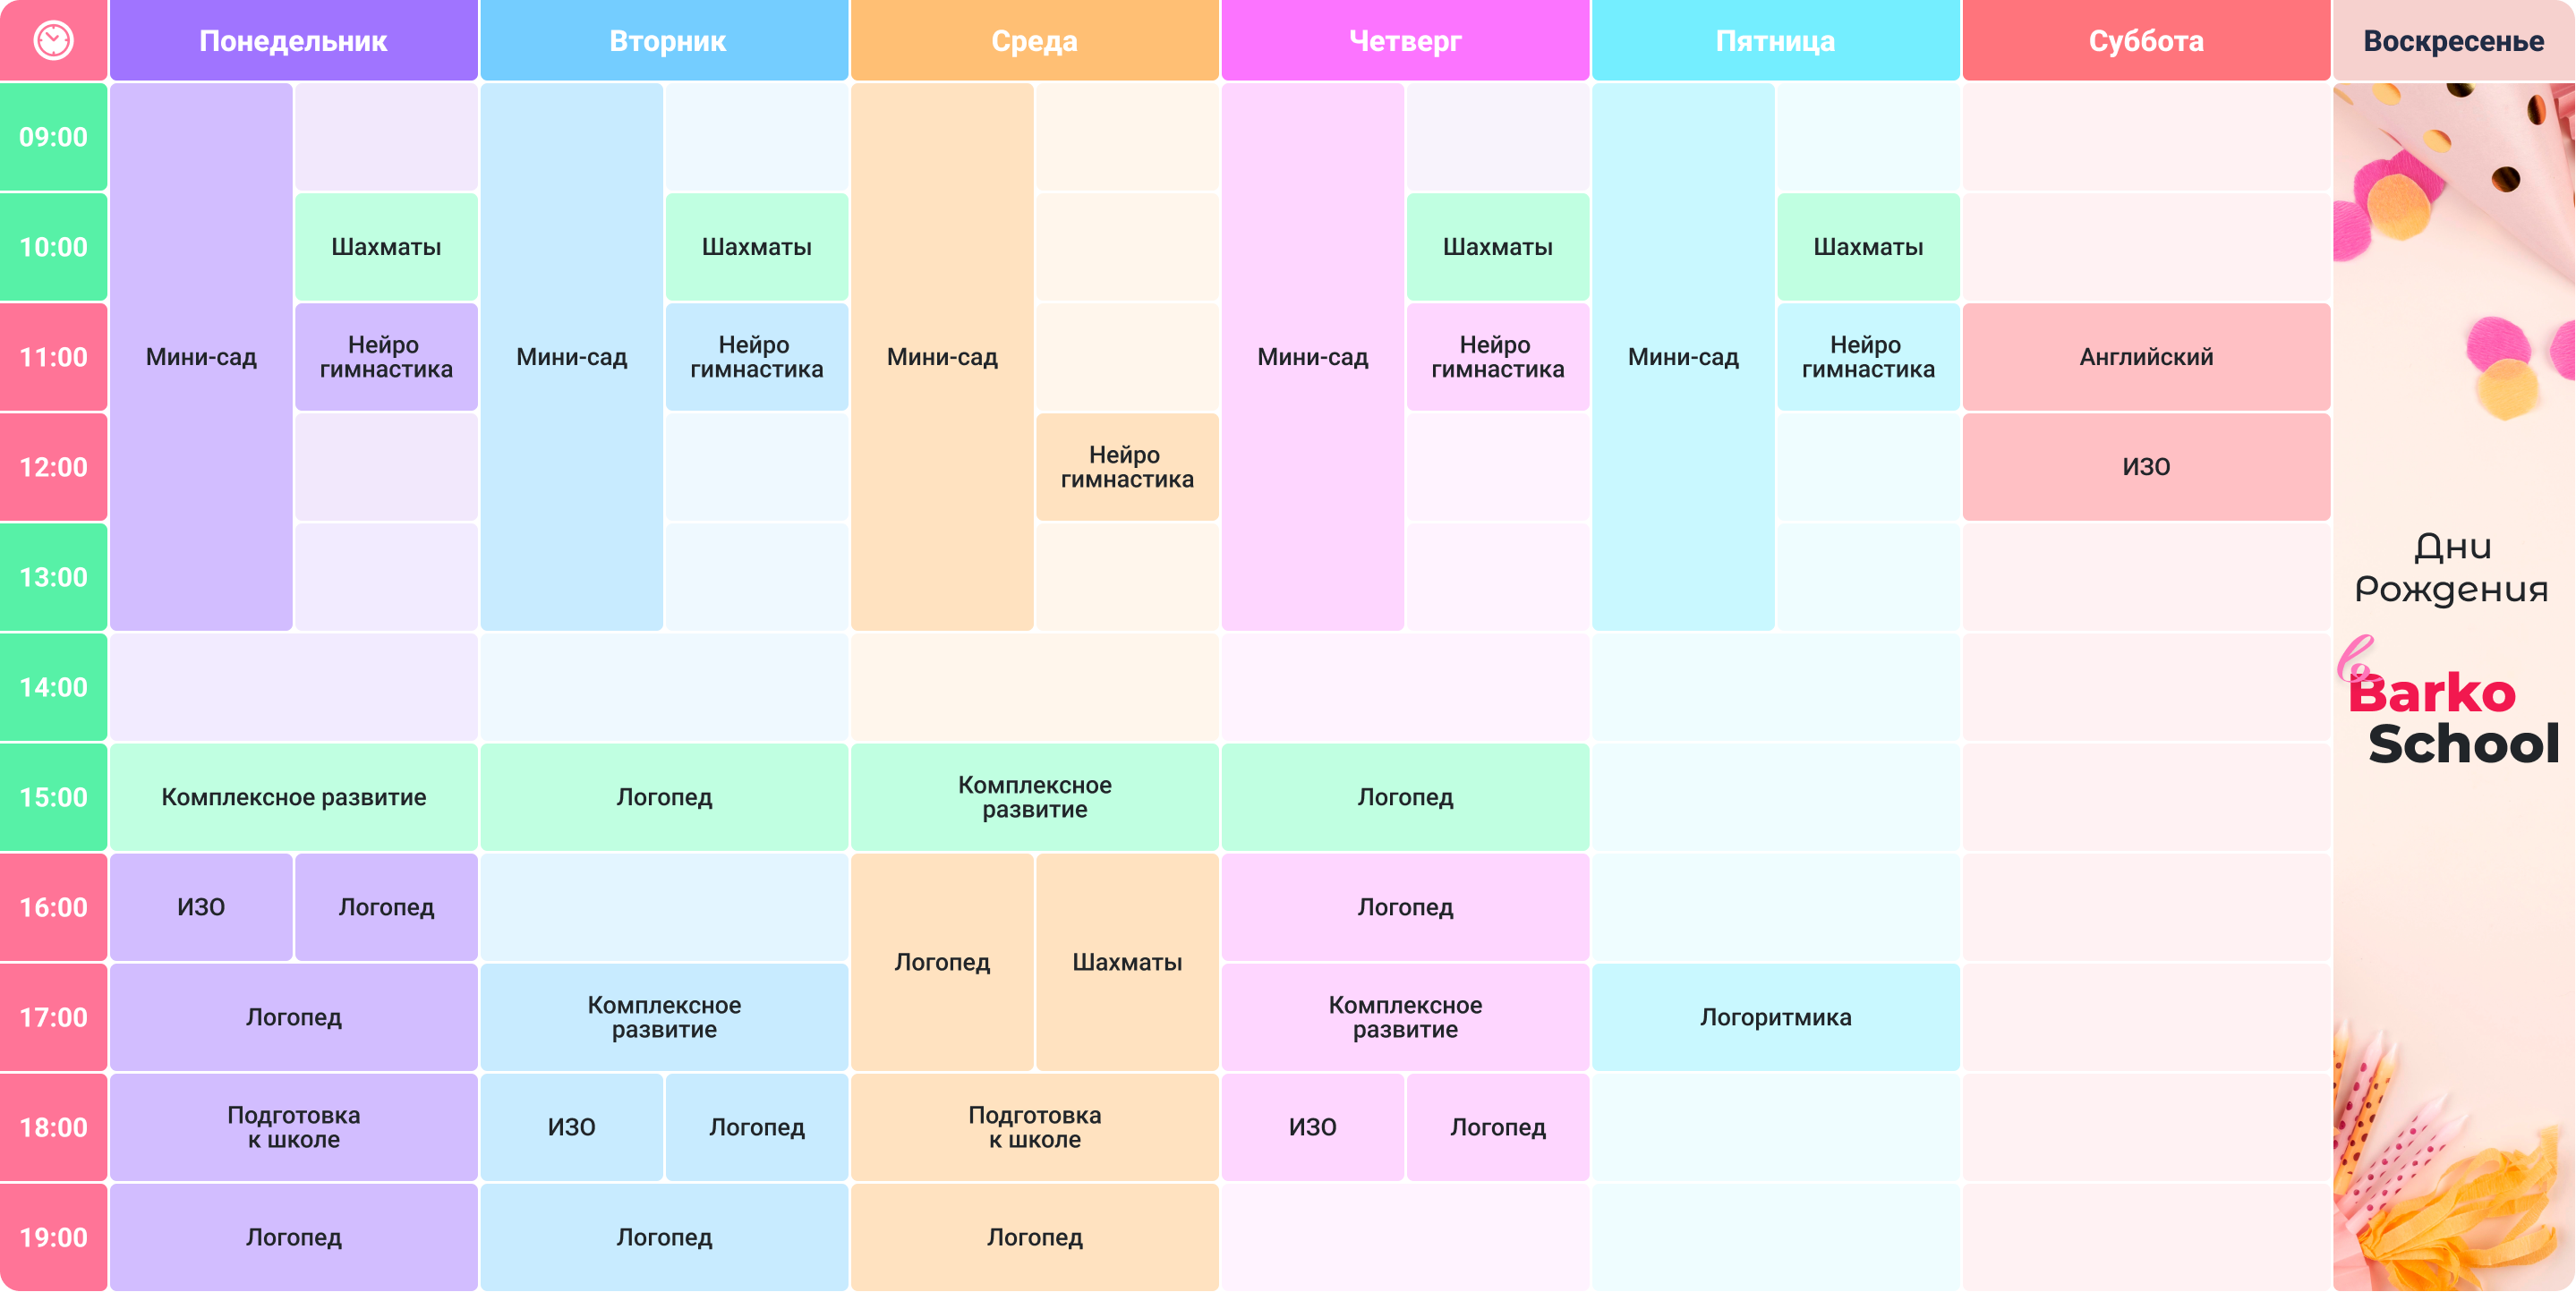 Понедельник Вторник Среда Четверг Пятница Суббота Воскресенье
09:00
10:00 Шахматы Шахматы Шахматы Шахматы
11:00 Мини-сад Нейро гимнастика Мини-сад Нейро гимнастика Мини-сад Мини-сад Нейро гимнастика Мини-сад Нейро гимнастика Английский
12:00 Нейро гимнастика ИЗО
13:00
Дни
Рождения
14:00
в
Barko
School
15:00 Комплексное развитие Логопед Комплексное развитие Логопед
16:00 ИЗО Логопед Логопед
Логопед Шахматы
17:00 Логопед Комплексное развитие Комплексное развитие Логоритмика
18:00 Подготовка к школе ИЗО Логопед Подготовка к школе ИЗО Логопед
19:00 Логопед Логопед Логопед